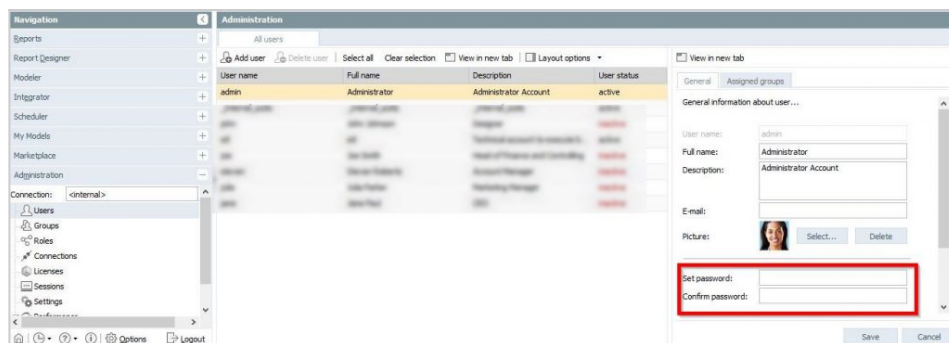 Navigation
Reports
Report Designer
Modeler
Integrator
Scheduler
My Models
Marketplace
Administration
Connection: <internal>
Users
Groups
Roles
Connections
Licenses
Sessions
Settings
Options
Logout
Administration
All users
Add user Delete user Select all Clear selection View in new tab Layout options
User name Full name Description User status
admin Administrator Administrator Account active
View in new tab
General Assigned groups
General information about user...
User name: admin
Full name: Administrator
Description: Administrator Account
E-mail:
Picture: Select... Delete
Set password:
Confirm password:
Save Cancel